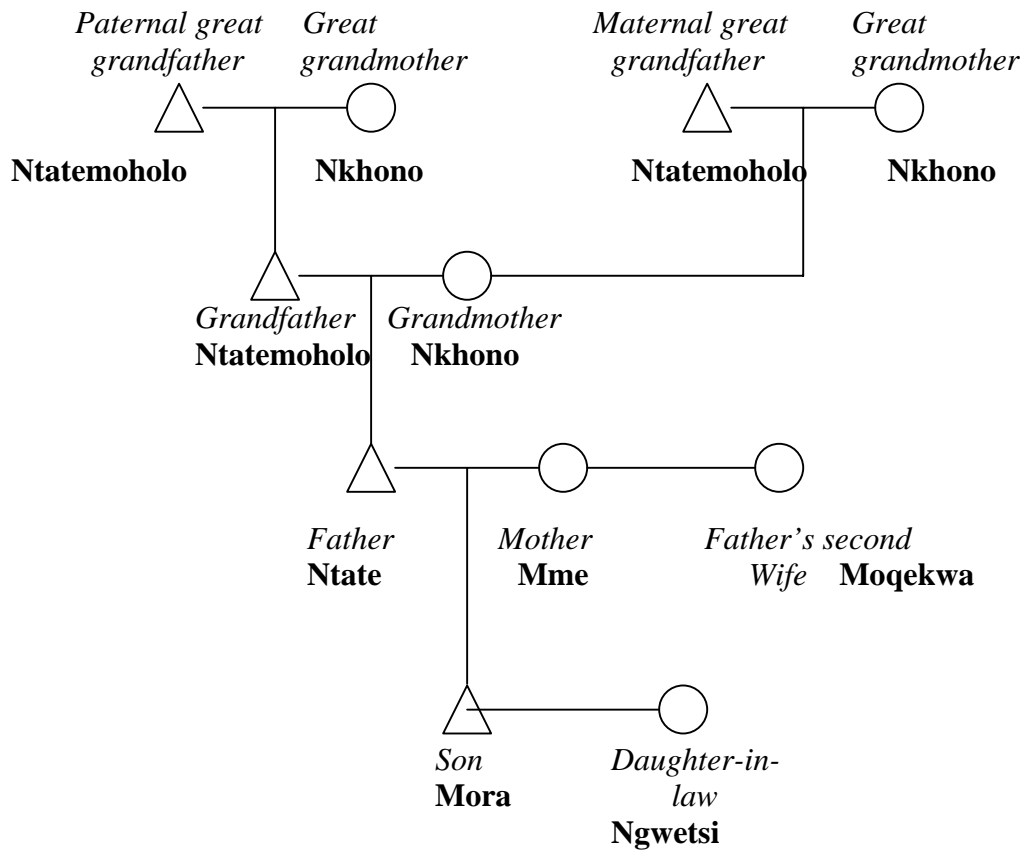 Paternal great Great Maternal great Great
grandfather grandmother grandfather grandmother
Ntatemoholo Nkhono Ntatemoholo Nkhono
Grandfather Grandmother
Ntatemoholo Nkhono
Father Mother Father's second
Ntate Mme Wife Moqekwa
Son Daughter-in-
Mora law
Ngwetsi